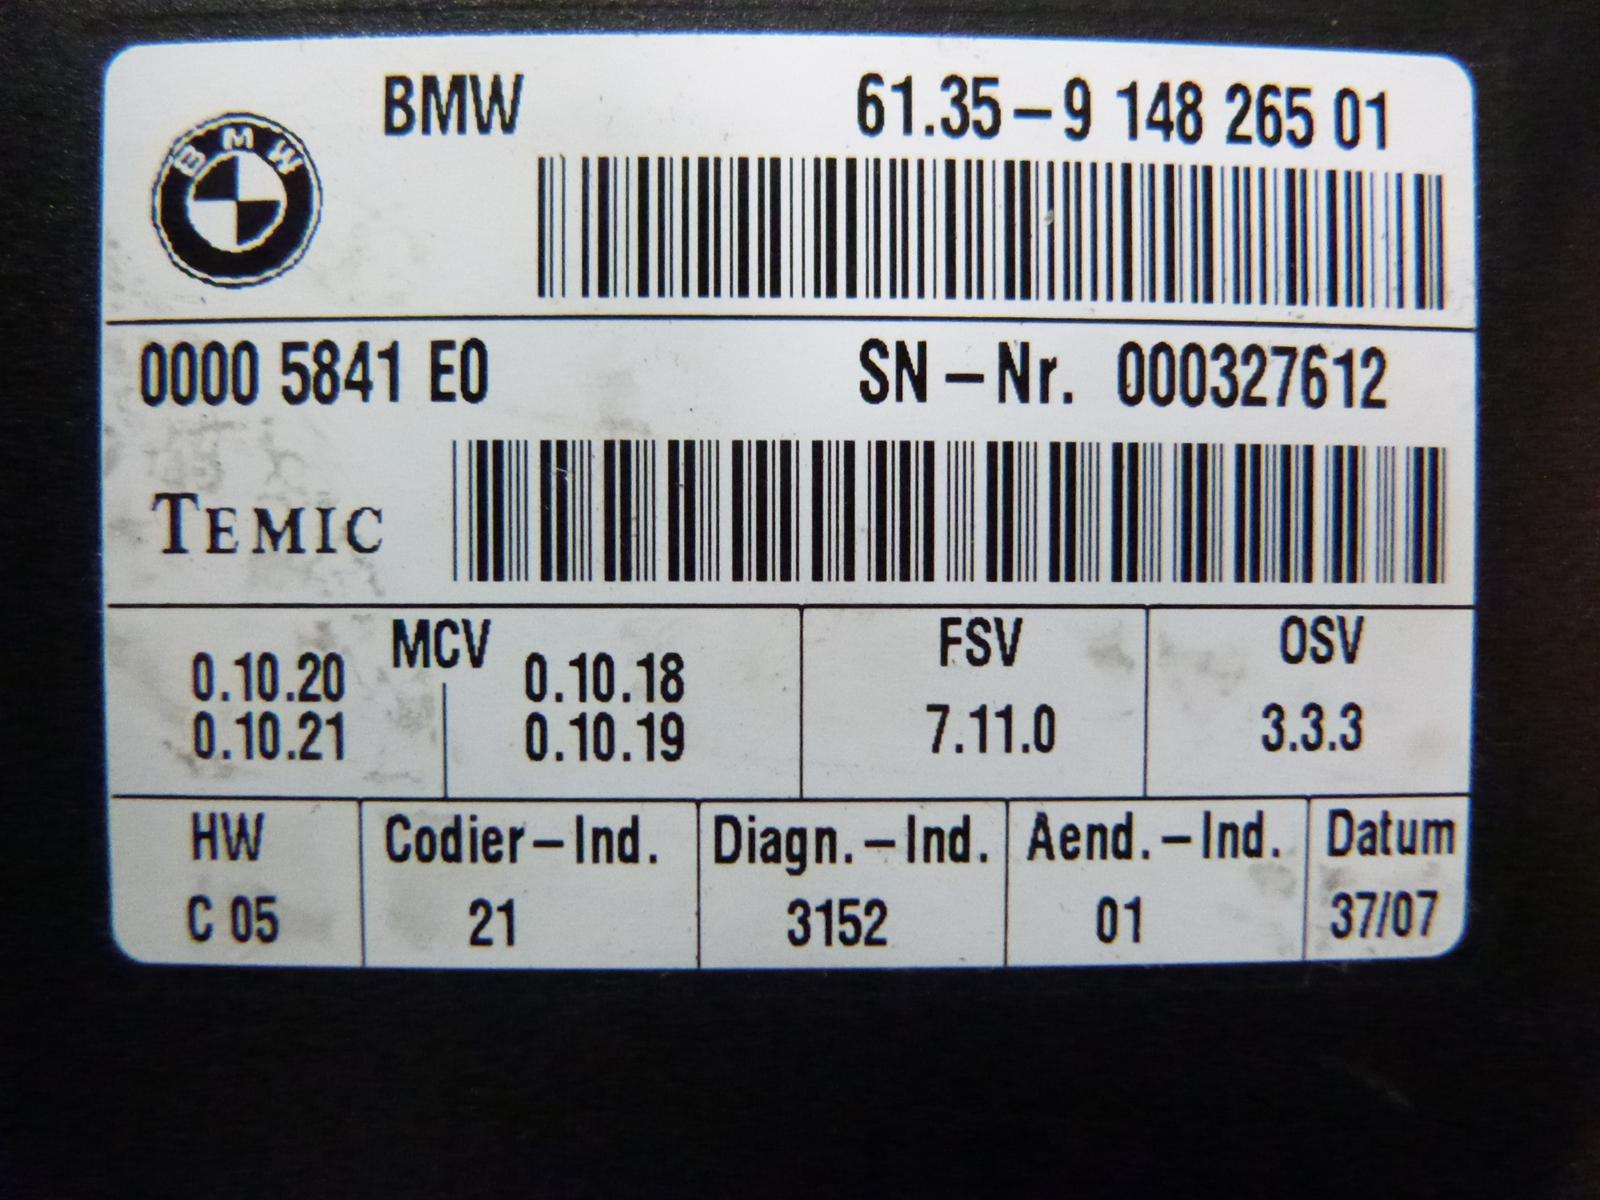 BMW 61.35-9 148 265 01
BMW
0000 5841 E0 SN-Nr. 000327612
TEMIC
MCV FSV OSV
0.10.20 0.10.18
0.10.21 0.10.19
7.11.0 3.3.3
HW Codier-Ind. Diagn.-Ind. Aend.-Ind. Datum
C 05 21 3152 01 37/07